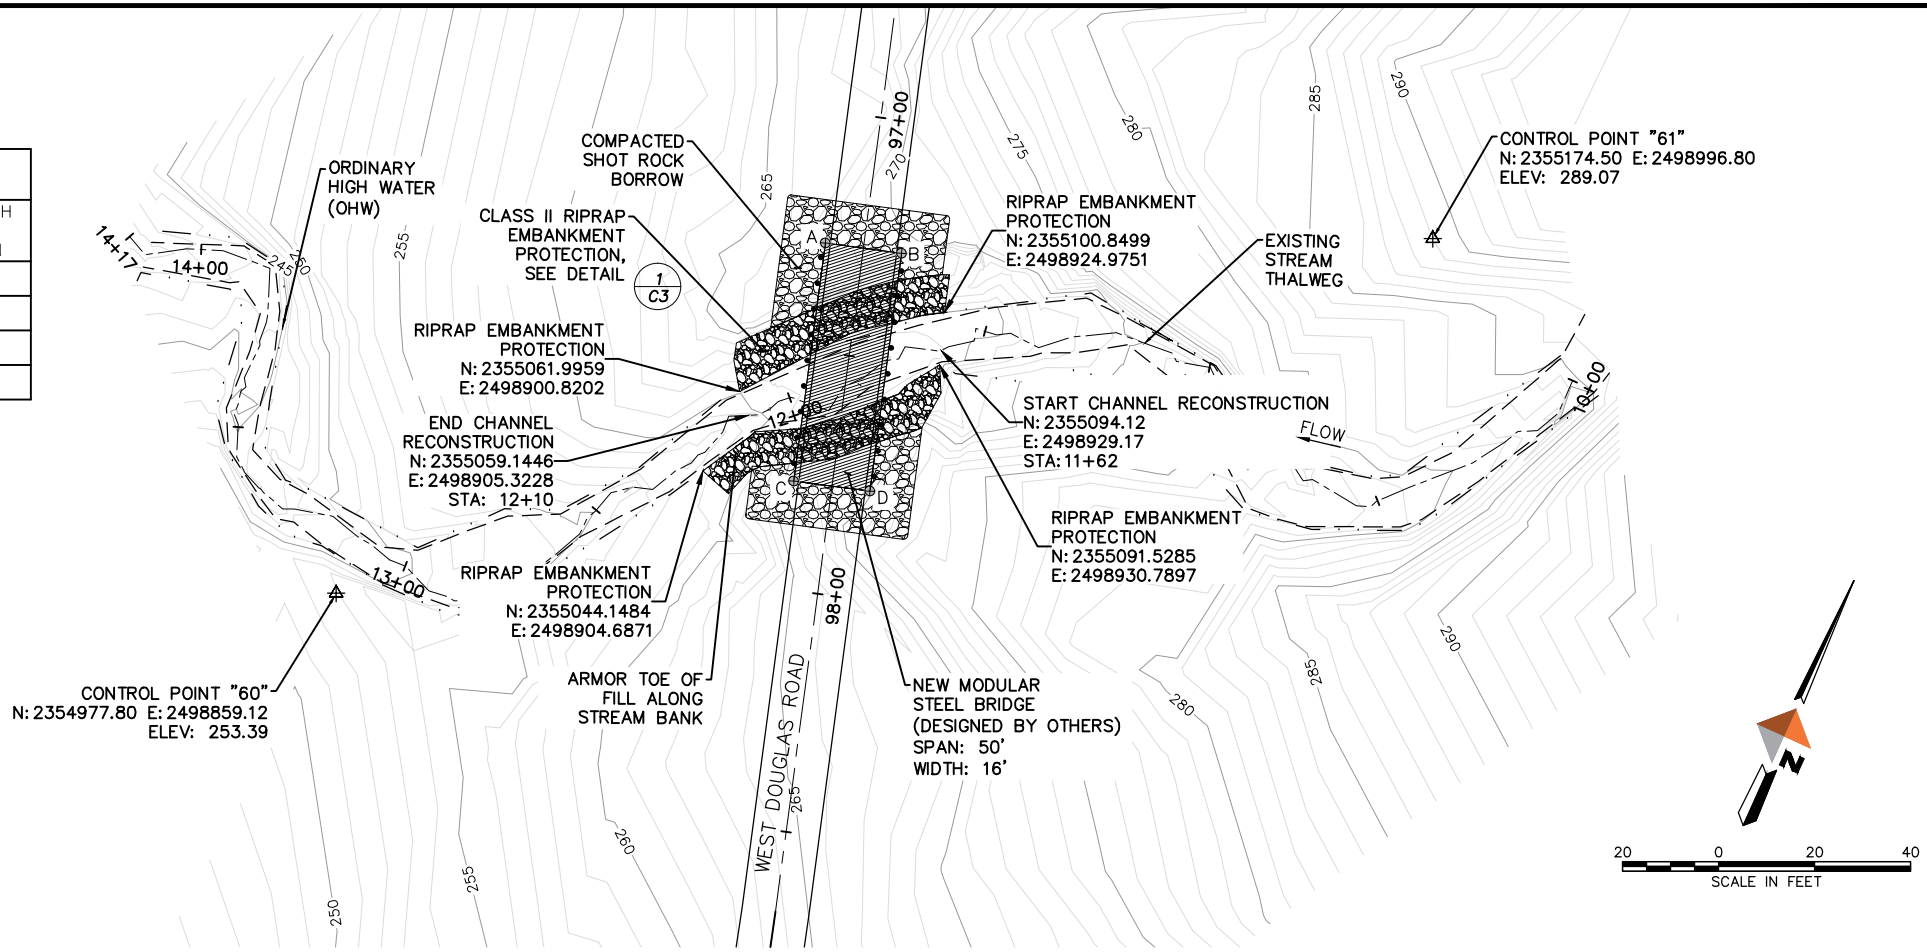 H
ORDINARY
HIGH WATER
(OHW)
COMPACTED
SHOT ROCK
BORROW
CLASS II RIPRAP
EMBANKMENT
PROTECTION,
SEE DETAIL
1
C3
RIPRAP EMBANKMENT
PROTECTION
N: 2355061.9959
E: 2498900.8202
END CHANNEL
RECONSTRUCTION
N: 2355059.1446
E: 2498905.3228
STA: 12+10
RIPRAP EMBANKMENT
PROTECTION
N: 2355044.1484
E: 2498904.6871
ARMOR TOE OF
FILL ALONG
STREAM BANK
CONTROL POINT "60"
N: 2354977.80 E: 2498859.12
ELEV: 253.39
RIPRAP EMBANKMENT
PROTECTION
N: 2355100.8499
E: 2498924.9751
EXISTING
STREAM
THALWEG
CONTROL POINT "61"
N: 2355174.50 E: 2498996.80
ELEV: 289.07
START CHANNEL RECONSTRUCTION
N: 2355094.12
E: 2498929.17
STA: 11+62
FLOW
RIPRAP EMBANKMENT
PROTECTION
N: 2355091.5285
E: 2498930.7897
NEW MODULAR
STEEL BRIDGE
(DESIGNED BY OTHERS)
SPAN: 50'
WIDTH: 16'
WEST DOUGLAS ROAD
97+00
98+00
10+00
12+00
13+00
14+00
14+17
A
B
C
D
245
260
255
265
270
275
280
285
290
250
255
260
265
280
285
290
N
20 0 20 40
SCALE IN FEET